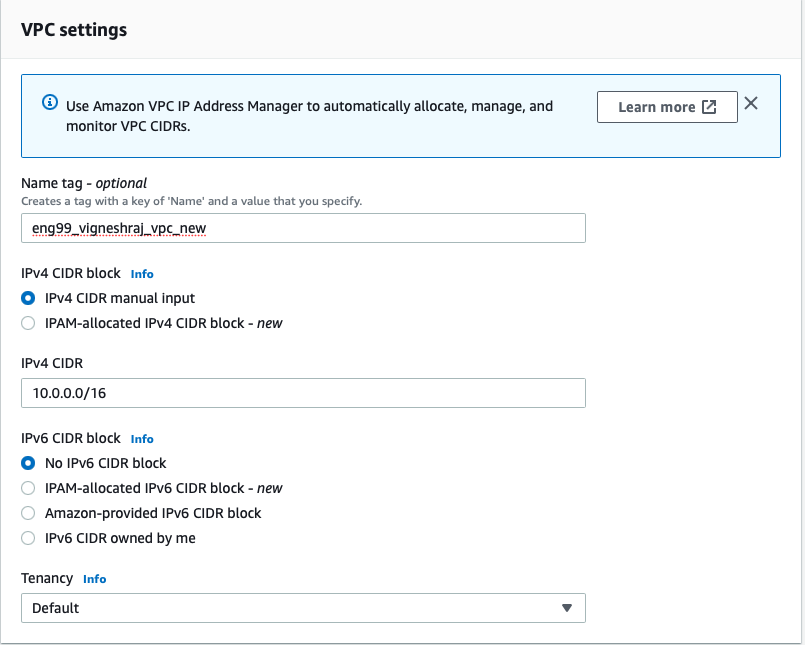 VPC settings
Use Amazon VPC IP Address Manager to automatically allocate, manage, and
monitor VPC CIDRs.
Learn more
Name tag - optional
Creates a tag with a key of 'Name' and a value that you specify.
eng99_vigneshraj_vpc_new
IPv4 CIDR block Info
IPv4 CIDR manual input
IPAM-allocated IPv4 CIDR block - new
IPv4 CIDR
10.0.0.0/16
IPv6 CIDR block Info
No IPv6 CIDR block
IPAM-allocated IPv6 CIDR block - new
Amazon-provided IPv6 CIDR block
IPv6 CIDR owned by me
Tenancy Info
Default